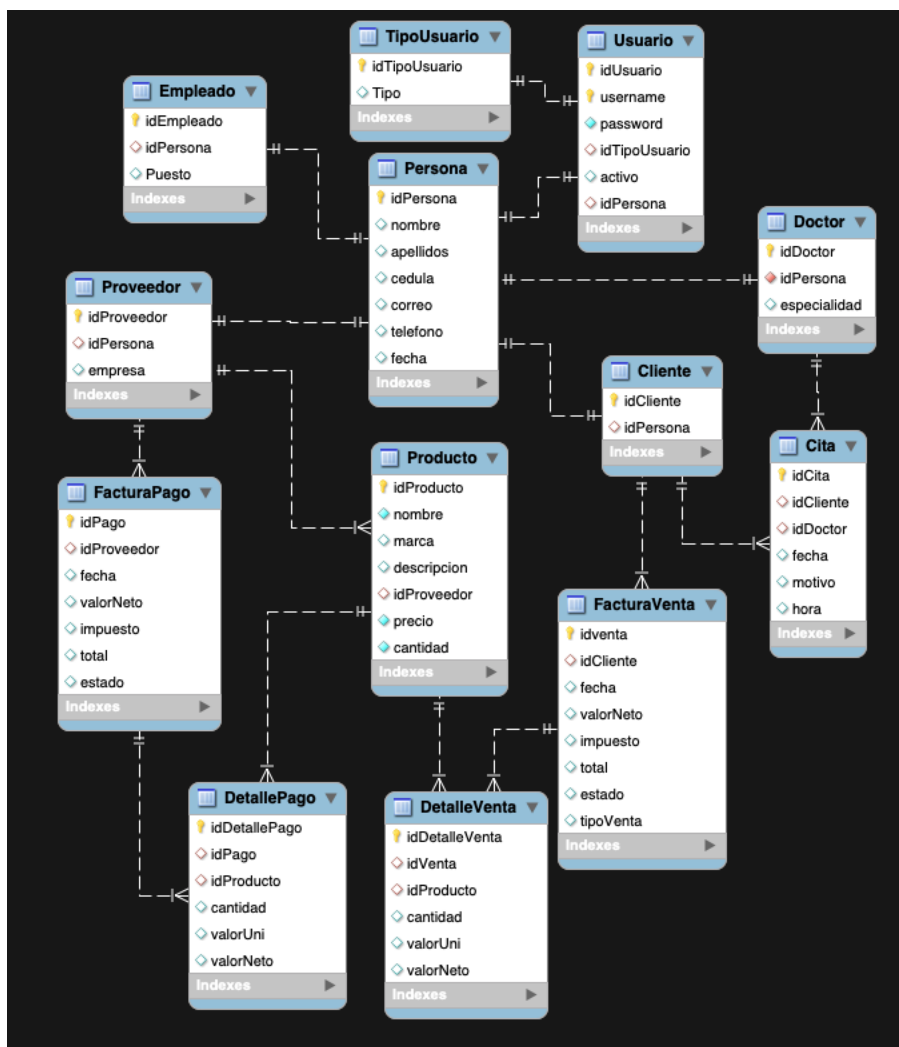 TipoUsuario
idTipoUsuario
Tipo
Indexes
Usuario
idUsuario
username
password
idTipoUsuario
activo
idPersona
Indexes
Empleado
idEmpleado
idPersona
Puesto
Indexes
Persona
idPersona
nombre
apellidos
cedula
correo
telefono
fecha
Indexes
Doctor
idDoctor
idPersona
especialidad
Indexes
Proveedor
idProveedor
idPersona
empresa
Indexes
Cliente
idCliente
idPersona
Indexes
Cita
idCita
idCliente
idDoctor
fecha
motivo
hora
Indexes
Producto
idProducto
nombre
marca
descripcion
idProveedor
precio
cantidad
Indexes
FacturaPago
idPago
idProveedor
fecha
valorNeto
impuesto
total
estado
Indexes
FacturaVenta
idventa
idCliente
fecha
valorNeto
impuesto
total
estado
tipoVenta
Indexes
DetallePago
idDetallePago
idPago
idProducto
cantidad
valorUni
valorNeto
Indexes
DetalleVenta
idDetalleVenta
idVenta
idProducto
cantidad
valorUni
valorNeto
Indexes